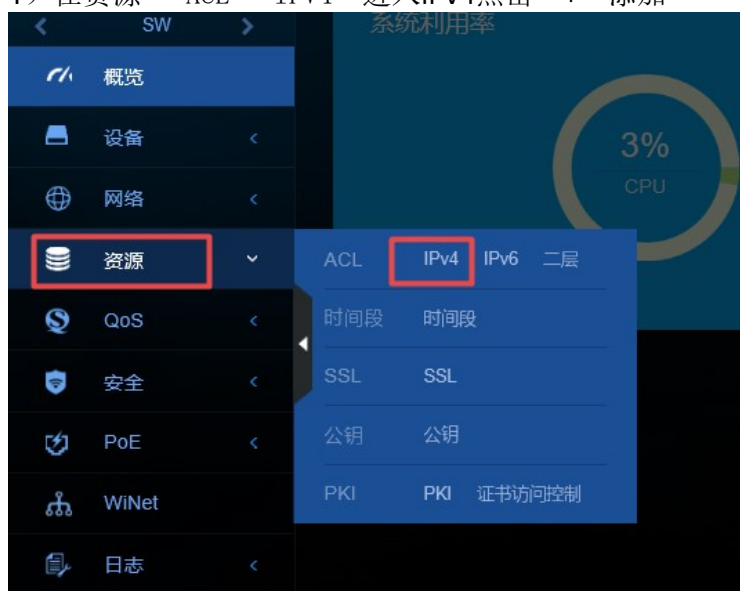 SW
系统利用率
概览
设备
3%
网络
CPU
资源
ACL IPv4 IPv6 二层
QoS
时间段 时间段
安全
SSL SSL
PoE
公钥 公钥
WiNet
PKI PKI 证书访问控制
日志